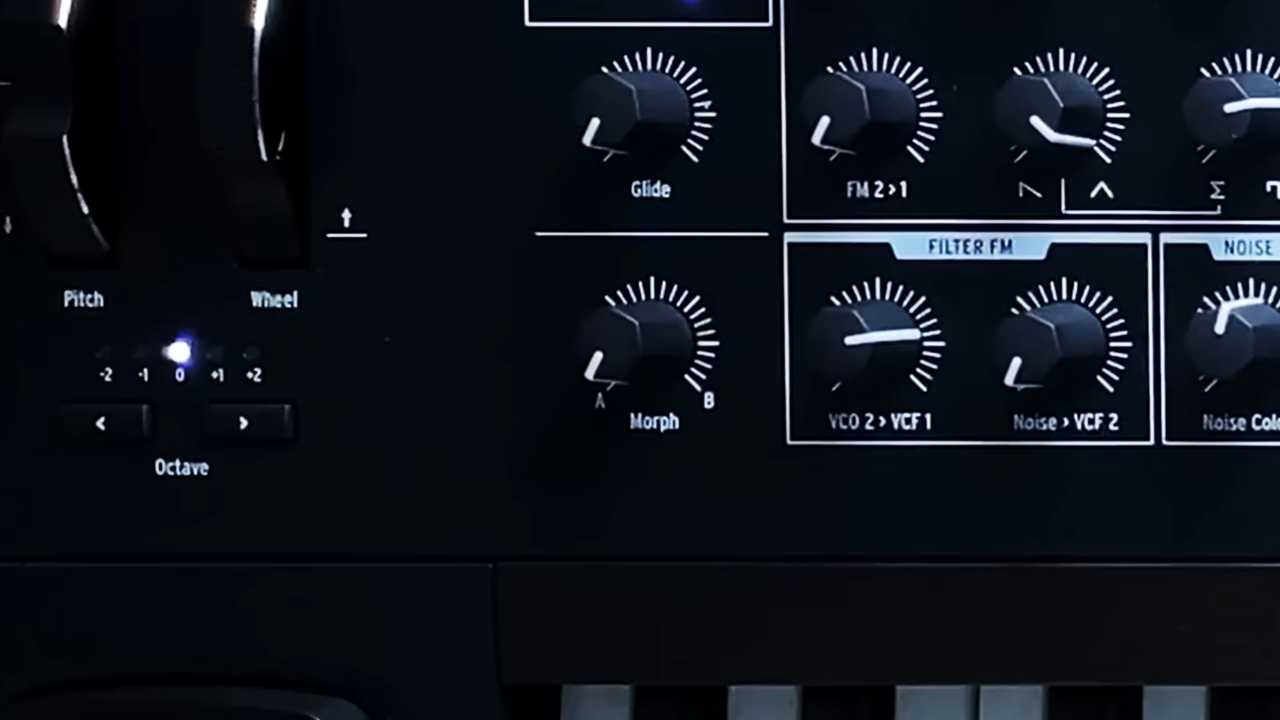 Glide
FM 2>1
FILTER FM
NOISE
Pitch
Wheel
-2 -1 0 +1 +2
< >
Octave
A
B
Morph
VCO 2 > VCF 1
Noise > VCF 2
Noise